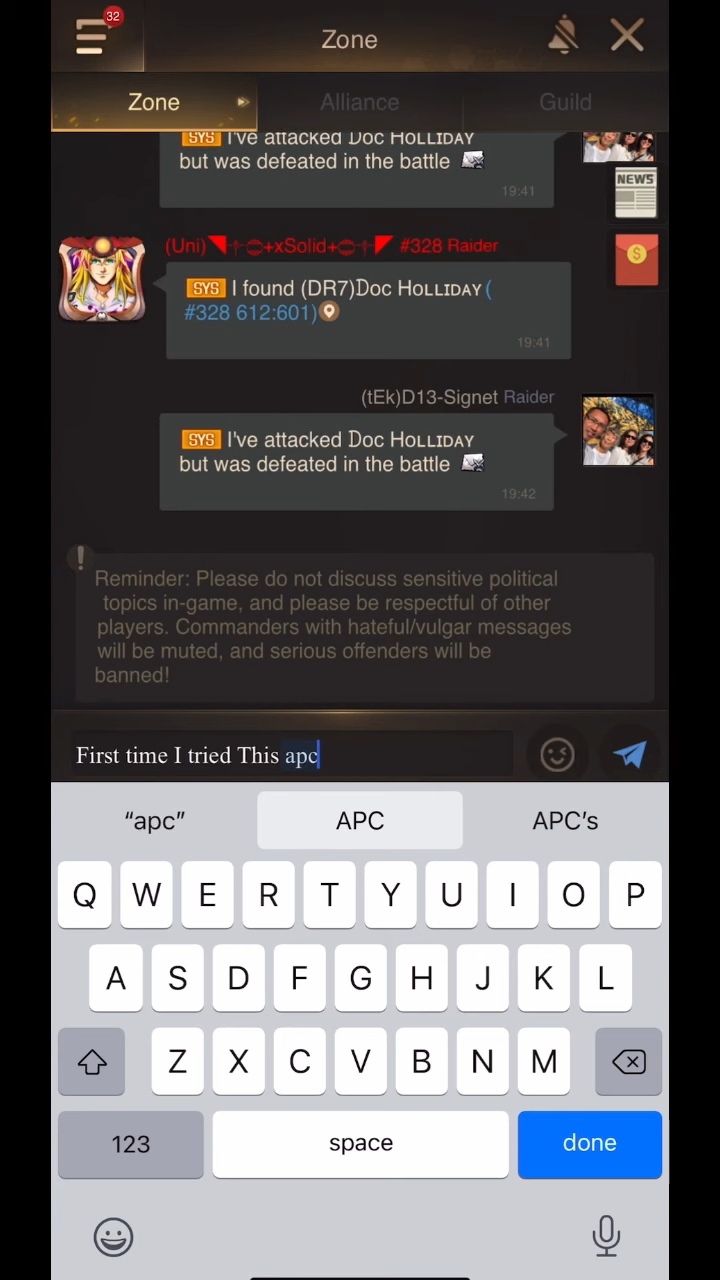 32
Zone
Zone
Alliance
Guild
SYS I've attacked Doc HOLLIDAY
but was defeated in the battle
19:41
NEWS
(Uni) xSolid #328 Raider
SYS I found (DR7)Doc HOLLIDAY(
#328 612:601)
19:41
(tEk)D13-Signet Raider
SYS I've attacked Doc HOLLIDAY
but was defeated in the battle
19:42
Reminder: Please do not discuss sensitive political
topics in-game, and please be respectful of other
players. Commanders with hateful/vulgar messages
will be muted, and serious offenders will be
banned!
First time I tried This apc
“apc”
APC
APC’s
Q W E R T Y U I O P
A S D F G H J K L
Z X C V B N M
123
space
done